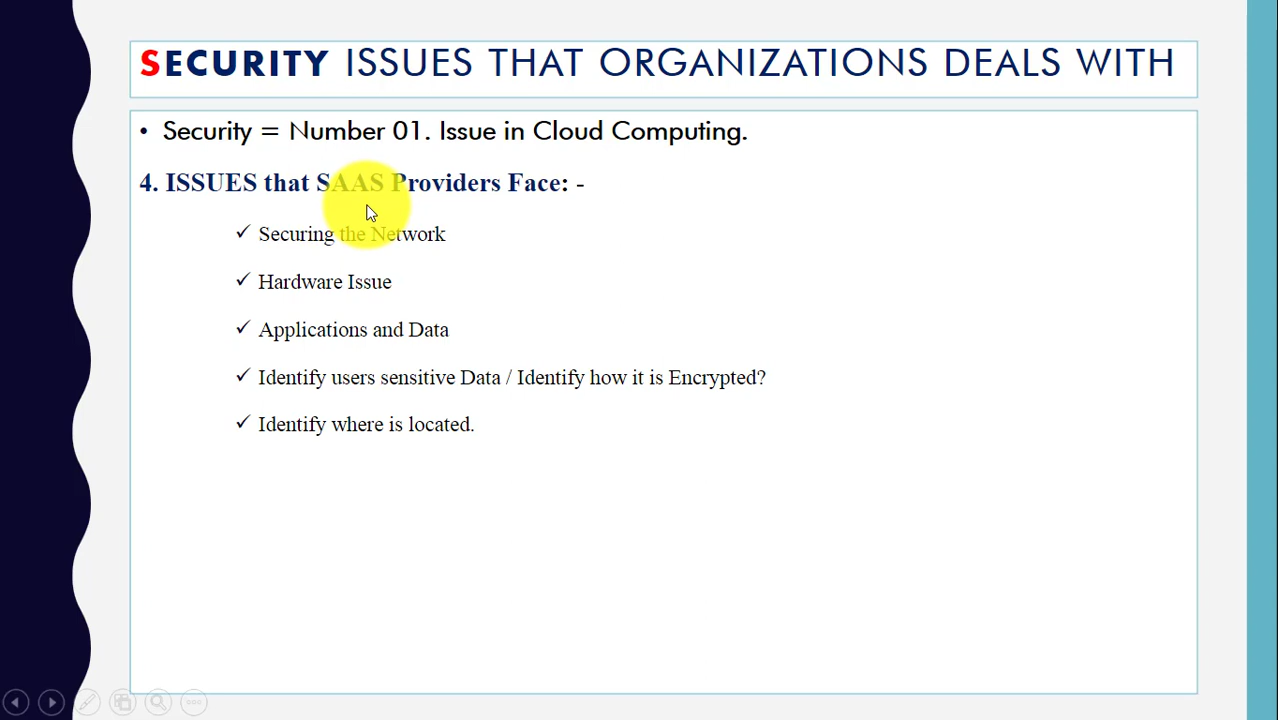 SECURITY ISSUES THAT ORGANIZATIONS DEALS WITH
• Security = Number 01. Issue in Cloud Computing.
4. ISSUES that SAAS Providers Face: -
✓ Securing the Network
✓ Hardware Issue
✓ Applications and Data
✓ Identify users sensitive Data / Identify how it is Encrypted?
✓ Identify where is located.